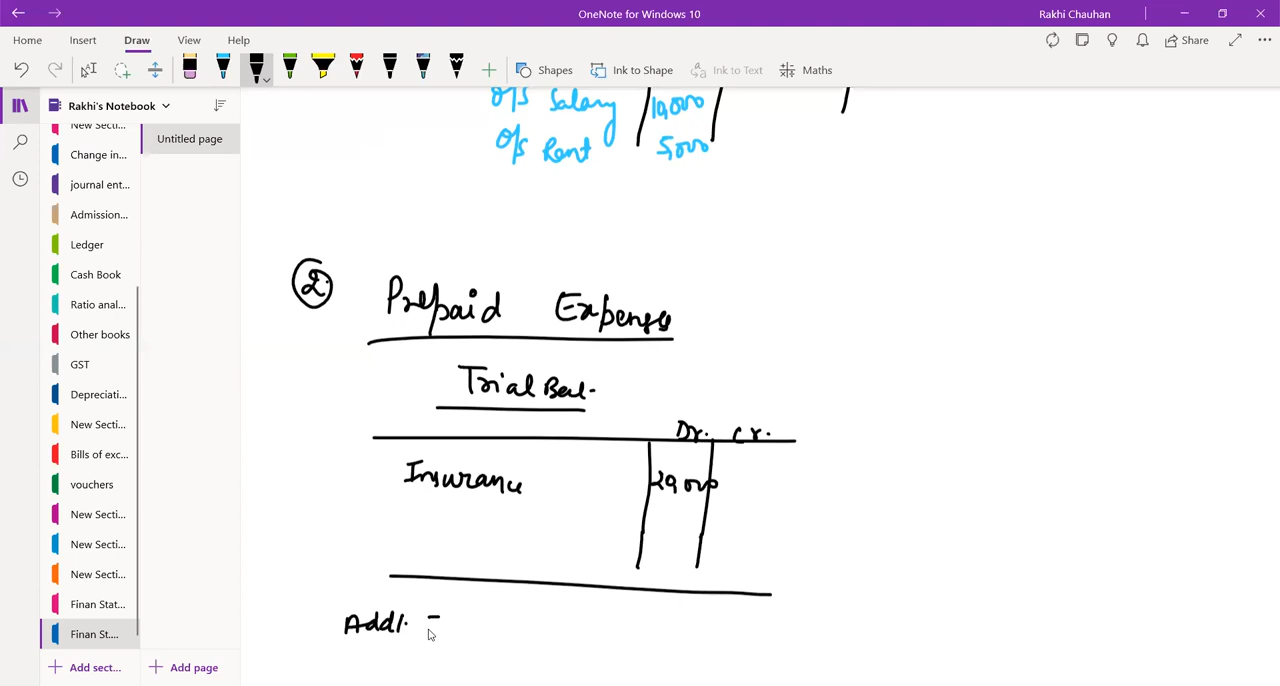 OneNote for Windows 10
Rakhi Chauhan
Home Insert Draw View Help
Share
Shapes Ink to Shape Ink to Text Maths
Rakhi's Notebook
New Secti...
Untitled page
Change in...
journal ent...
Admission...
Ledger
Cash Book
Ratio anal...
Other books
GST
Depreciati...
New Secti...
Bills of exc...
vouchers
New Secti...
New Secti...
New Secti...
Finan Stat...
Finan St....
Add sect...
Add page
O/s Salary 10,000
O/s Rent 5,000
2.
Prepaid Expenses
Trial Bal.
Dr. Cr.
Insurance 20,000
Addl. -